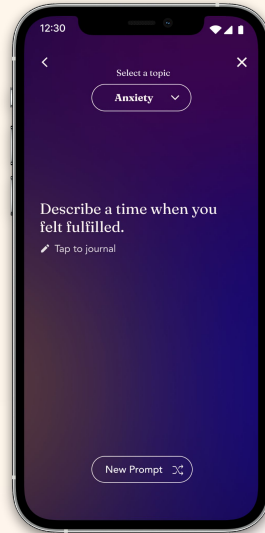 12:30
Select a topic
Anxiety
Describe a time when you
felt fulfilled.
Tap to journal
New Prompt